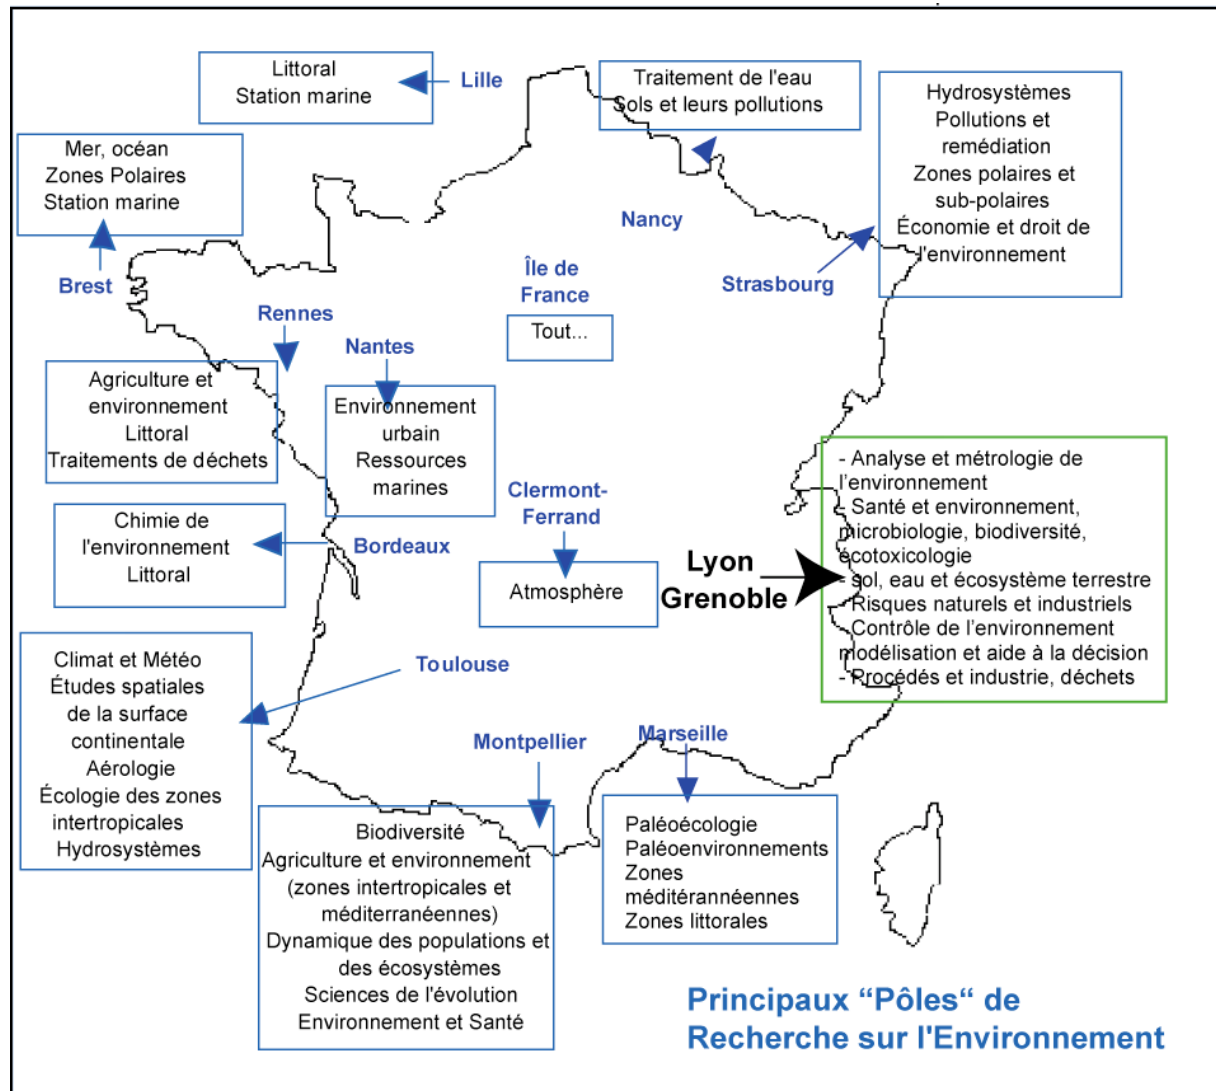 Littoral
Station marine
Lille
Traitement de l'eau
Sols et leurs pollutions
Nancy
Hydrosystèmes
Pollutions et
remédiation
Zones polaires et
sub-polaires
Économie et droit de
l'environnement
Strasbourg
Mer, océan
Zones Polaires
Station marine
Brest
Île de
France
Tout...
Rennes
Agriculture et
environnement
Littoral
Traitements de déchets
Nantes
Environnement
urbain
Ressources
marines
Chimie de
l'environnement
Littoral
Bordeaux
Clermont-
Ferrand
Atmosphère
Lyon
Grenoble
- Analyse et métrologie de
l’environnement
- Santé et environnement,
microbiologie, biodiversité,
écotoxicologie
- sol, eau et écosystème terrestre
- Risques naturels et industriels
- Contrôle de l’environnement
modélisation et aide à la décision
- Procédés et industrie, déchets
Toulouse
Climat et Météo
Études spatiales
de la surface
continentale
Aérologie
Écologie des zones
intertropicales
Hydrosystèmes
Montpellier
Biodiversité
Agriculture et environnement
(zones intertropicales et
méditerranéennes)
Dynamique des populations et
des écosystèmes
Sciences de l'évolution
Environnement et Santé
Marseille
Paléoécologie
Paléoenvironnements
Zones
méditérannéennes
Zones littorales
Principaux “Pôles“ de
Recherche sur l'Environnement